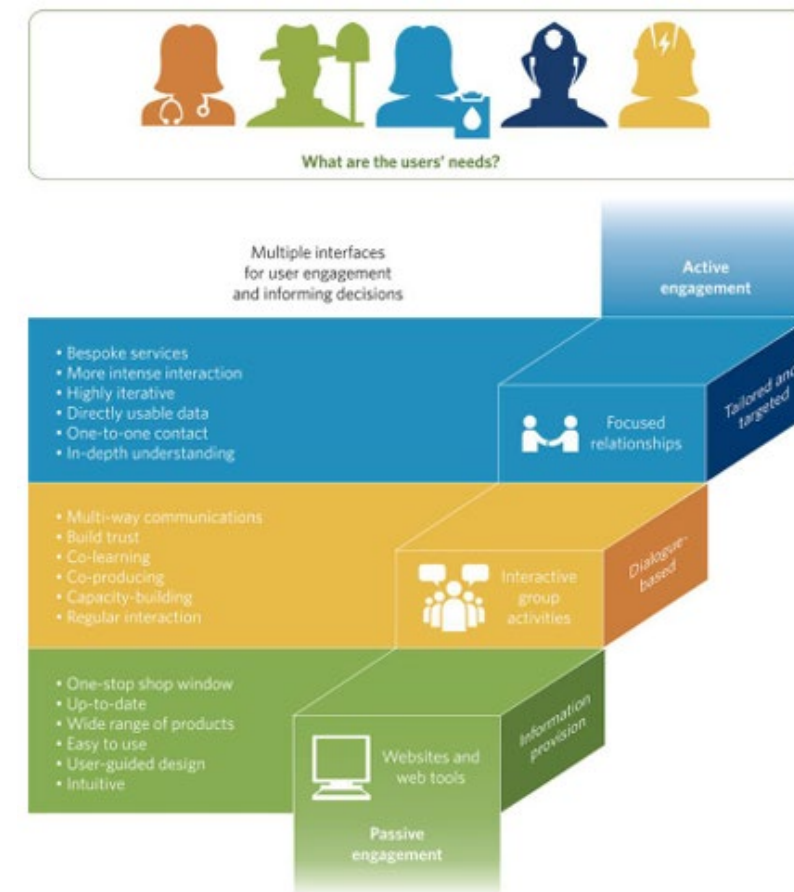 What are the users' needs?
Multiple interfaces
for user engagement
and informing decisions
Active
engagement
• Bespoke services
• More intense interaction
• Highly iterative
• Directly usable data
• One-to-one contact
• In-depth understanding
Focused
relationships
Tailored and
targeted
• Multi-way communications
• Build trust
• Co-learning
• Co-producing
• Capacity-building
• Regular interaction
Interactive
group
activities
Dialogue-
based
• One-stop shop window
• Up-to-date
• Wide range of products
• Easy to use
• User-guided design
• Intuitive
Websites and
web tools
Information
provision
Passive
engagement